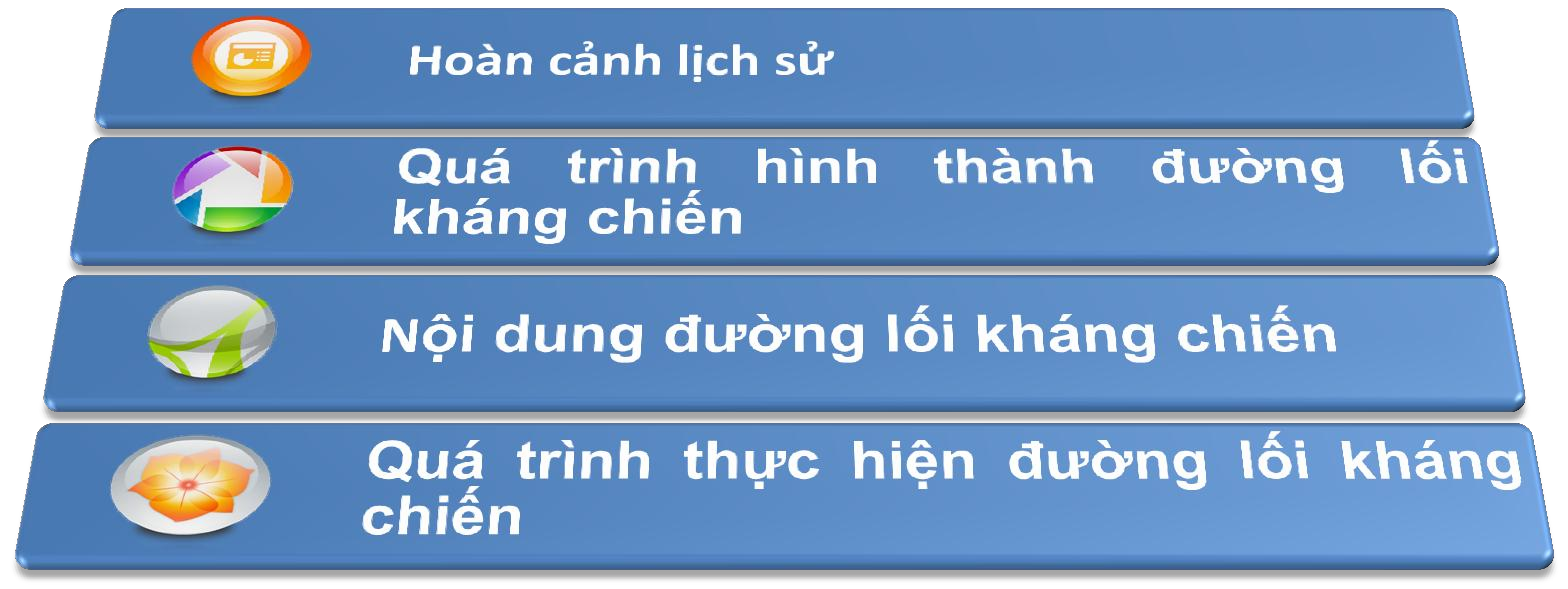 Hoàn cảnh lịch sử
Quá trình hình thành đường lối
kháng chiến
Nội dung đường lối kháng chiến
Quá trình thực hiện đường lối kháng
chiến